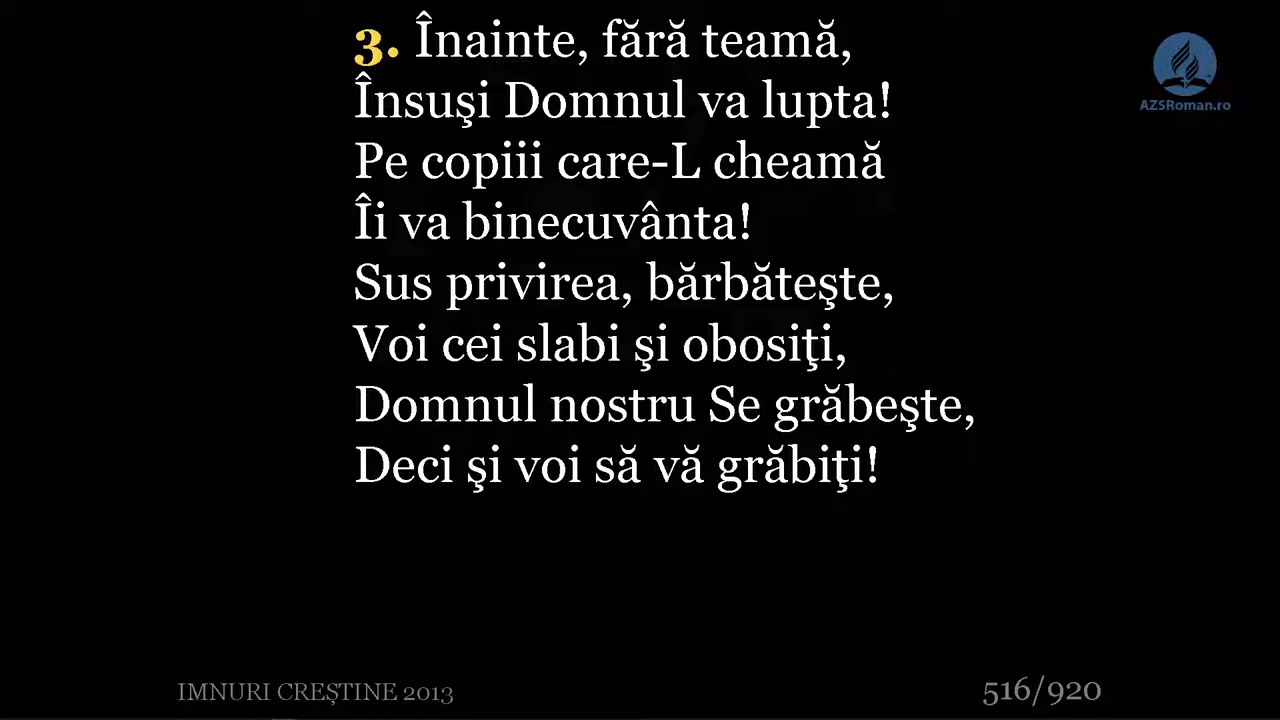 3. Înainte, fără teamă,
Însuşi Domnul va lupta!
Pe copiii care-L cheamă
Îi va binecuvânta!
Sus privirea, bărbăteşte,
Voi cei slabi şi obosiţi,
Domnul nostru Se grăbeşte,
Deci şi voi să vă grăbiţi!
AZSRoman.ro
IMNURI CREȘTINE 2013
516/920